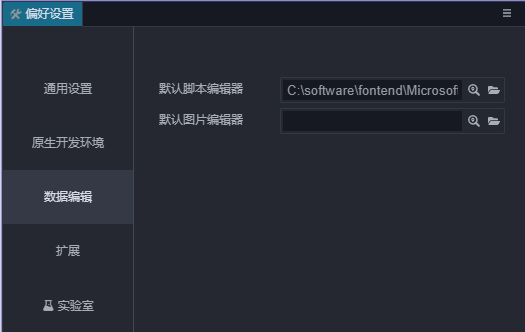 偏好设置
通用设置
原生开发环境
数据编辑
扩展
实验室
默认脚本编辑器 C:\software\fontend\Microsof
默认图片编辑器